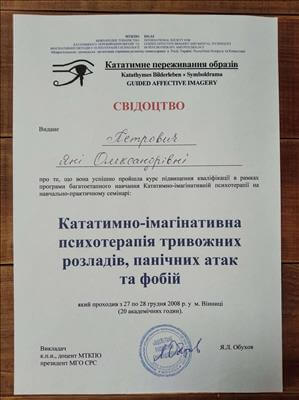 МГКПО
Кататимне переживання образів
Katathymes Bilderleben • Symboldrama
GUIDED AFFECTIVE IMAGERY
СВІДОЦТВО
Видане
Петрович
Яні Олександрівні
про те, що вона успішно пройшла курс підвищення кваліфікації в рамках
програми багатоетапного навчання Кататимно-імагінативній психотерапії на
навчально-практичному семінарі:
Кататимно-імагінативна
психотерапія тривожних
розладів, панічних атак
та фобій
який проходив з 27 по 28 грудня 2008 р. у м. Вінниці
(20 академічних годин).
Викладач
к.п.н., доцент МГКПО
президент МГО СРС
Я.Л. Обухов